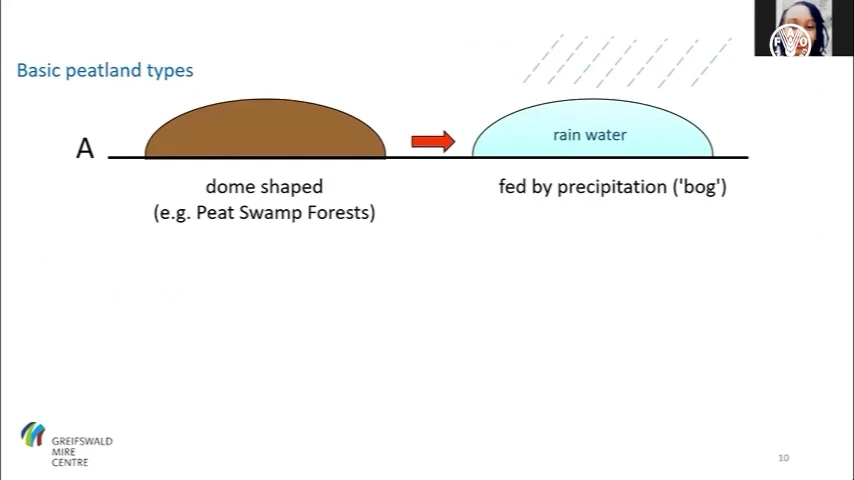 Basic peatland types
rain water
A
dome shaped
(e.g. Peat Swamp Forests)
fed by precipitation ('bog')
GREIFSWALD
MIRE
CENTRE
10